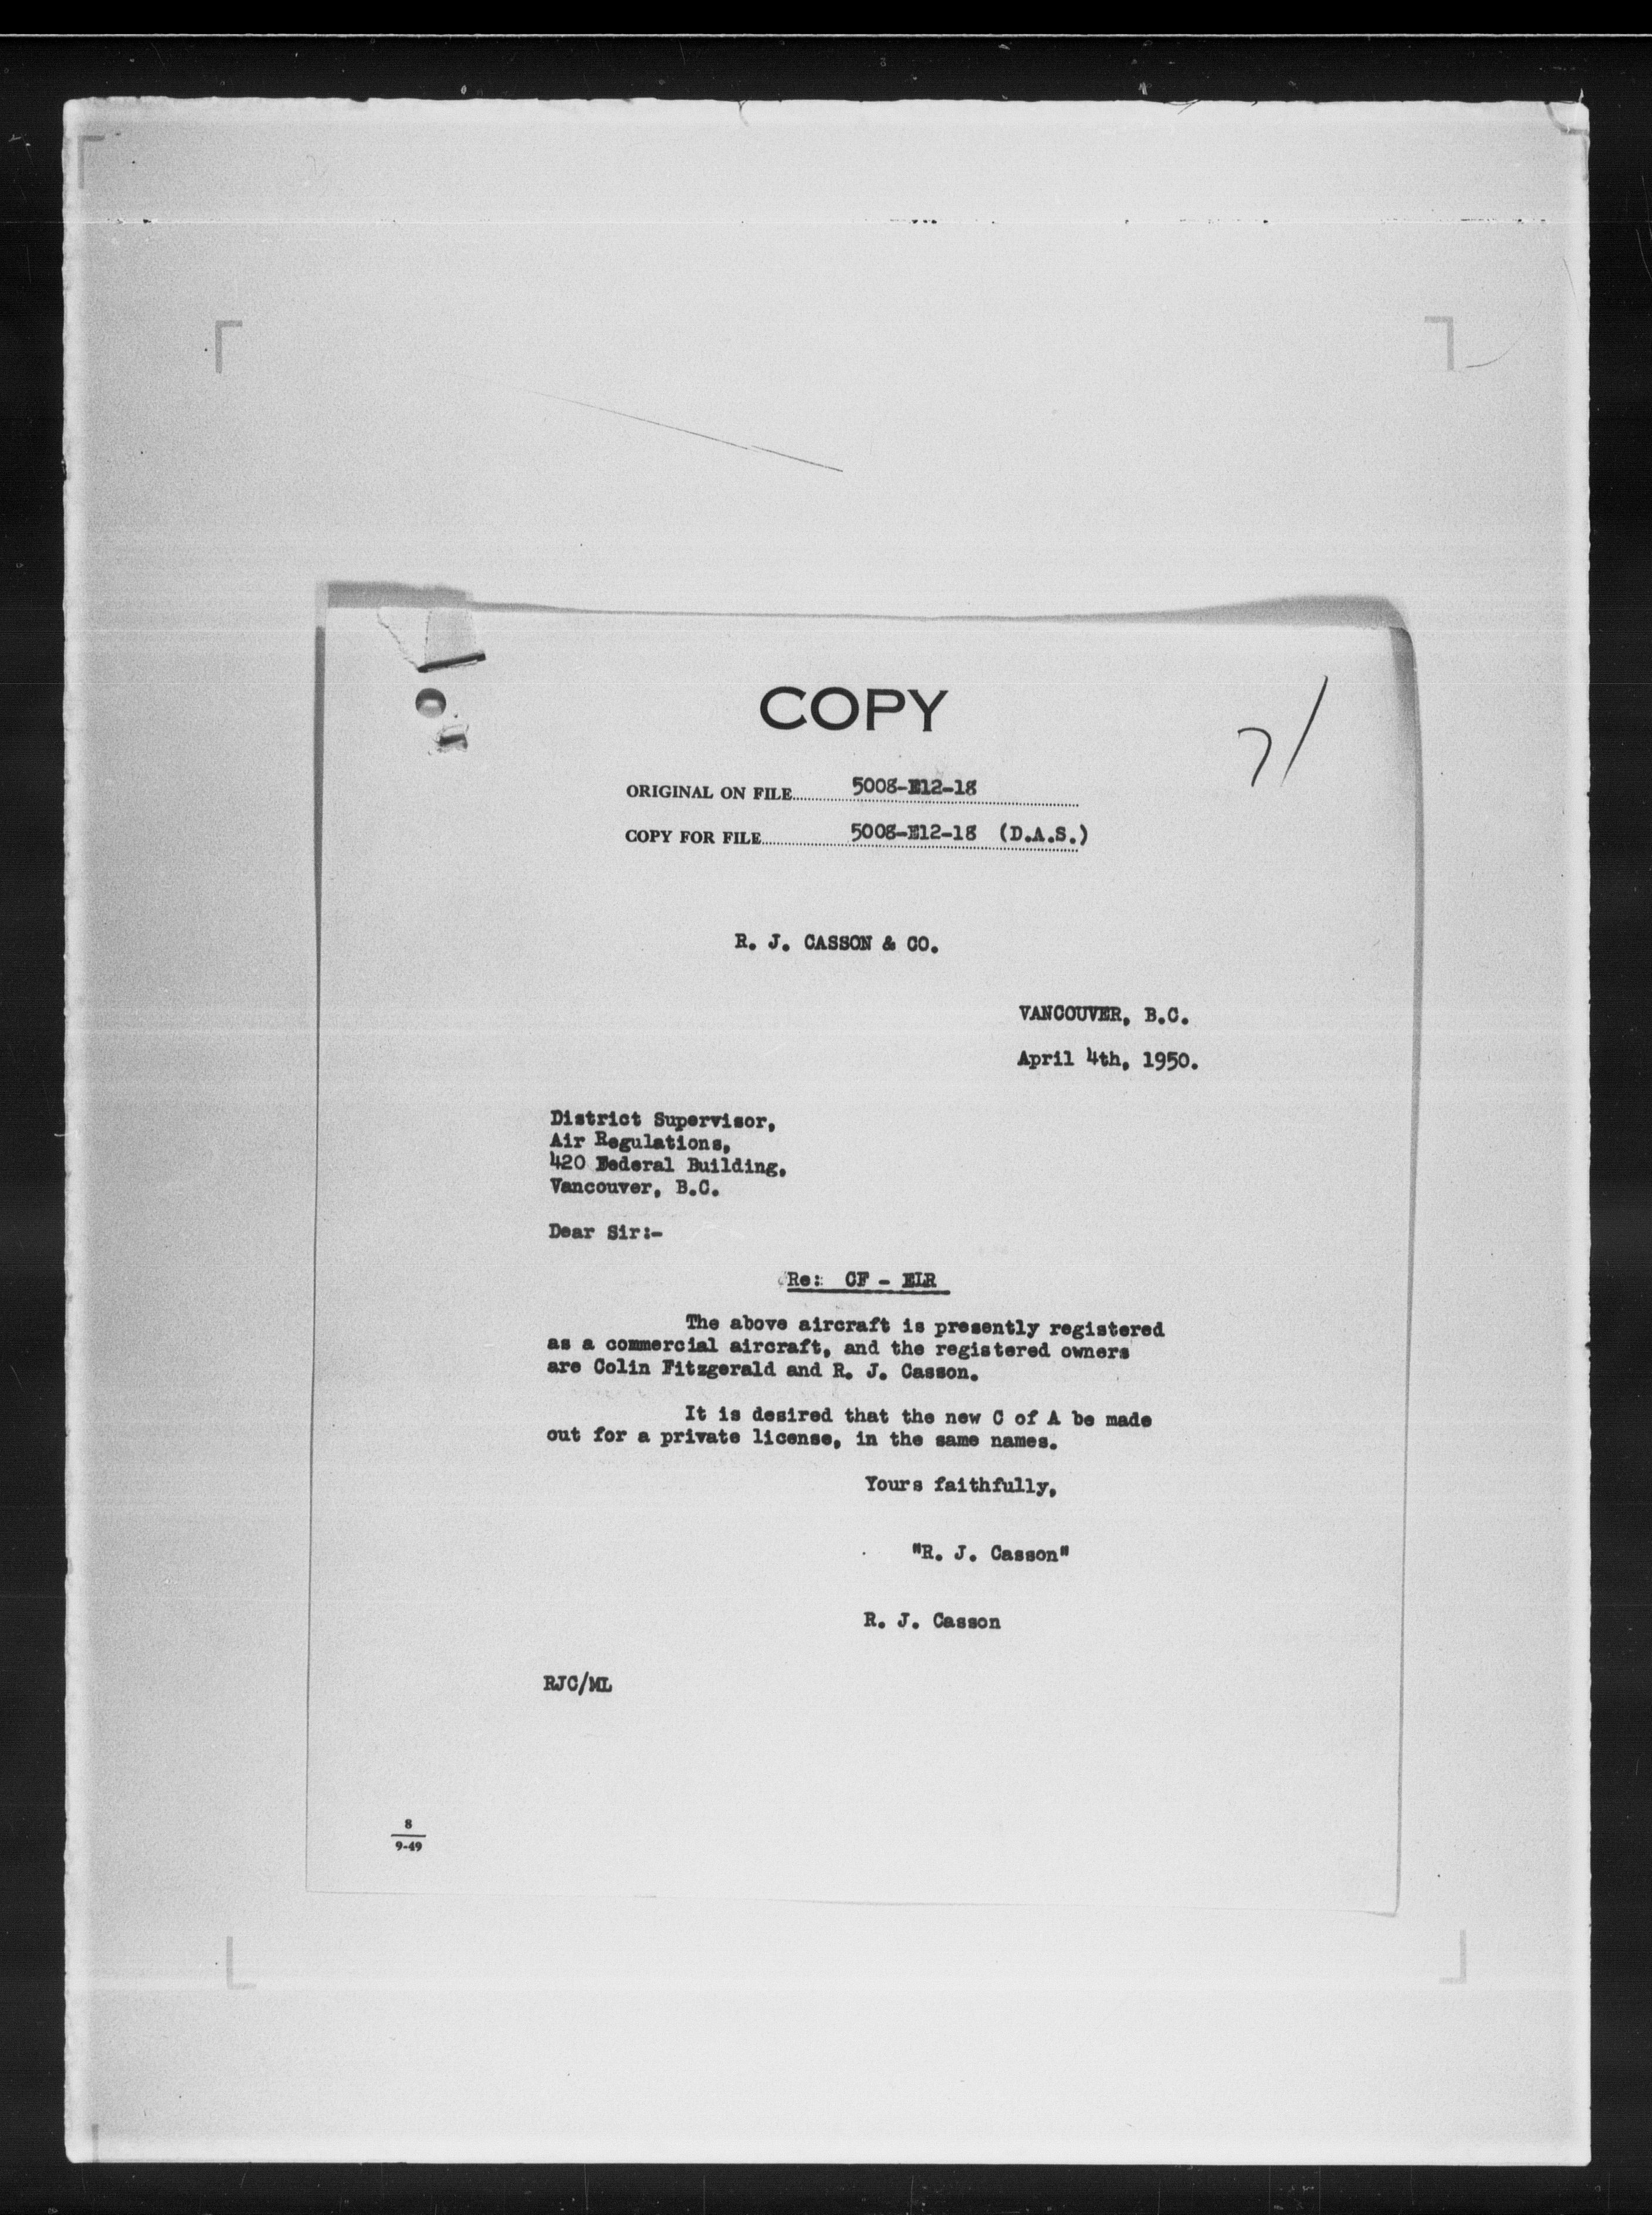 COPY
71
ORIGINAL ON FILE 5008-E12-18
COPY FOR FILE 5008-E12-18 (D.A.S.)
R. J. CASSON & CO.
VANCOUVER, B.C.
April 4th, 1950.
District Supervisor,
Air Regulations,
420 Federal Building,
Vancouver, B.C.
Dear Sir:-
Re: CF - ELR
The above aircraft is presently registered
as a commercial aircraft, and the registered owners
are Colin Fitzgerald and R. J. Casson.
It is desired that the new C of A be made
out for a private license, in the same names.
Yours faithfully,
"R. J. Casson"
R. J. Casson
RJC/ML
8
9-49